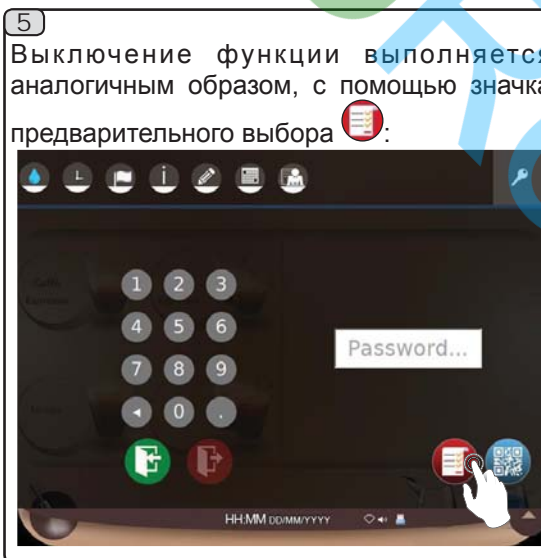 5
Выключение функции выполняется
аналогичным образом, с помощью значка
предварительного выбора :
1 2 3
4 5 6
Password...
7 8 9
0 .
HH:MM DD/MM/YYYY